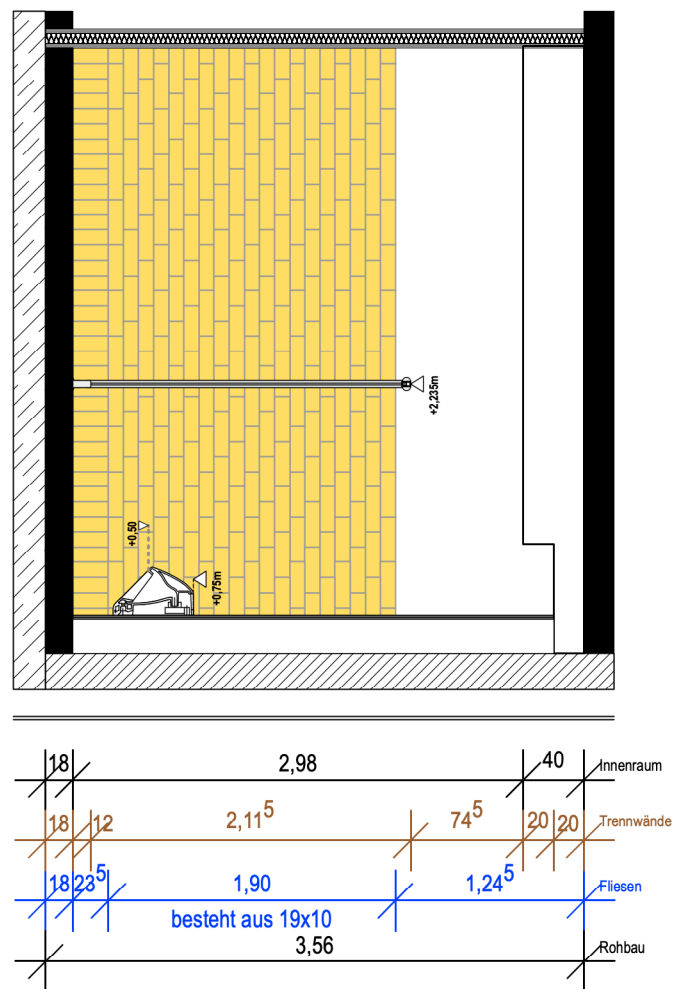 +2,235m
+0,50
+0,75m
18 2,98 40 Innenraum
18 12 2,11⁵ 74⁵ 20 20 Trennwände
18 23⁵ 1,90 1,24⁵ Fliesen
besteht aus 19x10
3,56 Rohbau